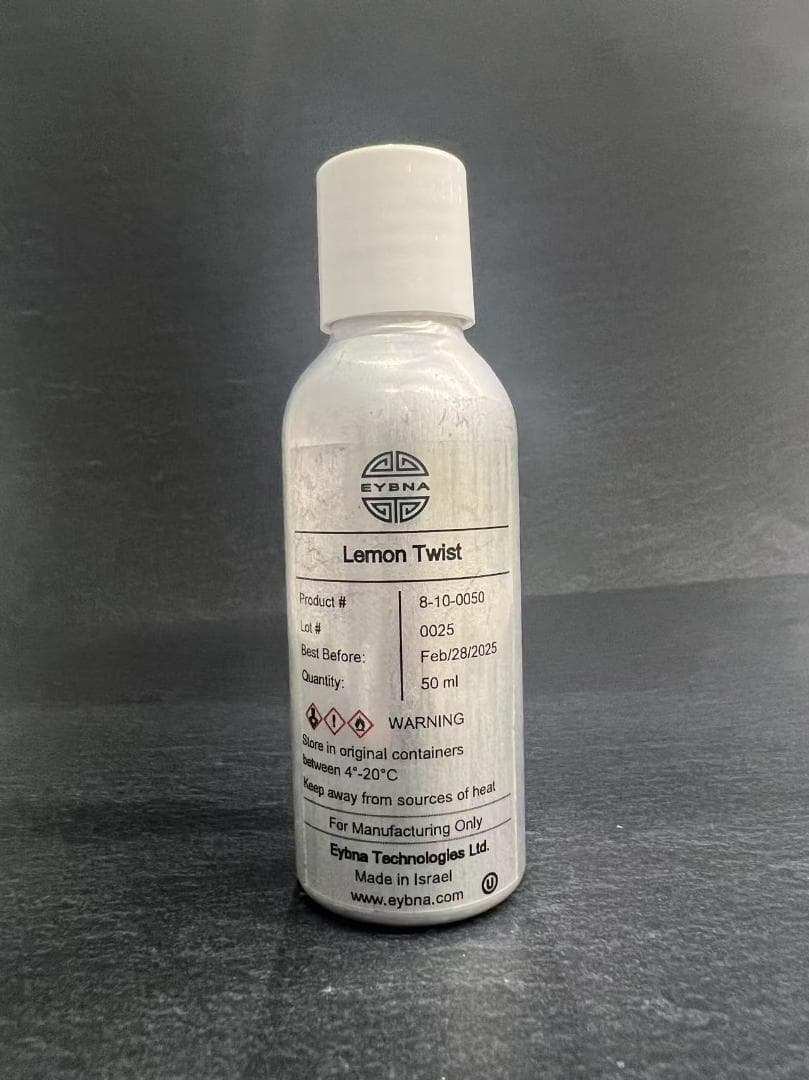 EYBNA
Lemon Twist
Product # 8-10-0050
Lot # 0025
Best Before: Feb/28/2025
Quantity: 50 ml
! WARNING
Store in original containers
between 4°-20°C
Keep away from sources of heat
For Manufacturing Only
Eybna Technologies Ltd.
Made in Israel
www.eybna.com U